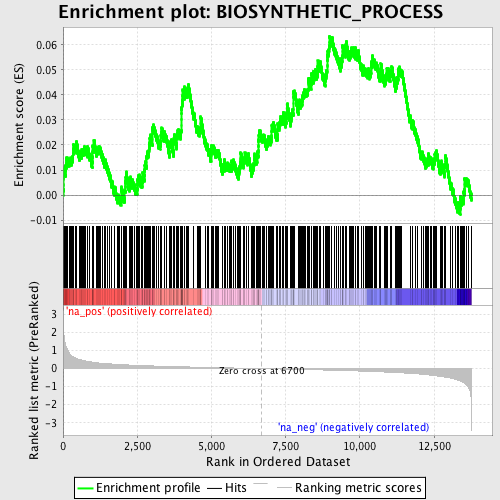 Enrichment plot: BIOSYNTHETIC_PROCESS
Enrichment score (ES)
0.06
0.05
0.04
0.03
0.02
0.01
0.00
-0.01
Ranked list metric (PreRanked)
'na_pos' (positively correlated)
3
2
1
0
-1
-2
-3
Zero cross at 6700
'na_neg' (negatively correlated)
0 2,500 5,000 7,500 10,000 12,500
Rank in Ordered Dataset
Enrichment profile Hits Ranking metric scores